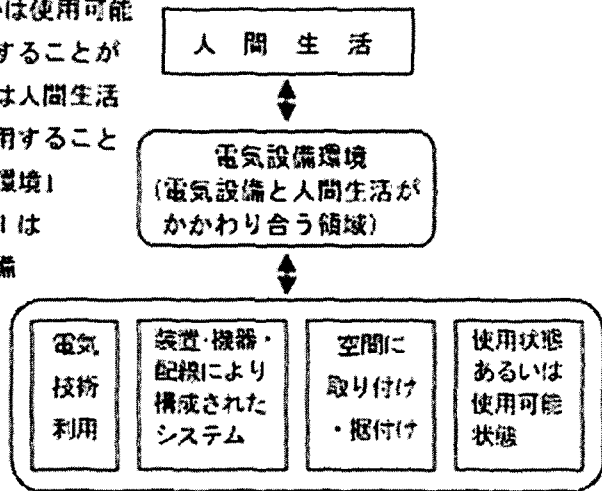 いは使用可能
することが
は人間生活
用すること
環境」
」は
備
人間生活
電気設備環境
(電気設備と人間生活が
かかわり合う領域)
電気
技術
利用
装置・機器・
配線により
構成された
システム
空間に
取り付け
・据付け
使用状態
あるいは
使用可能
状態